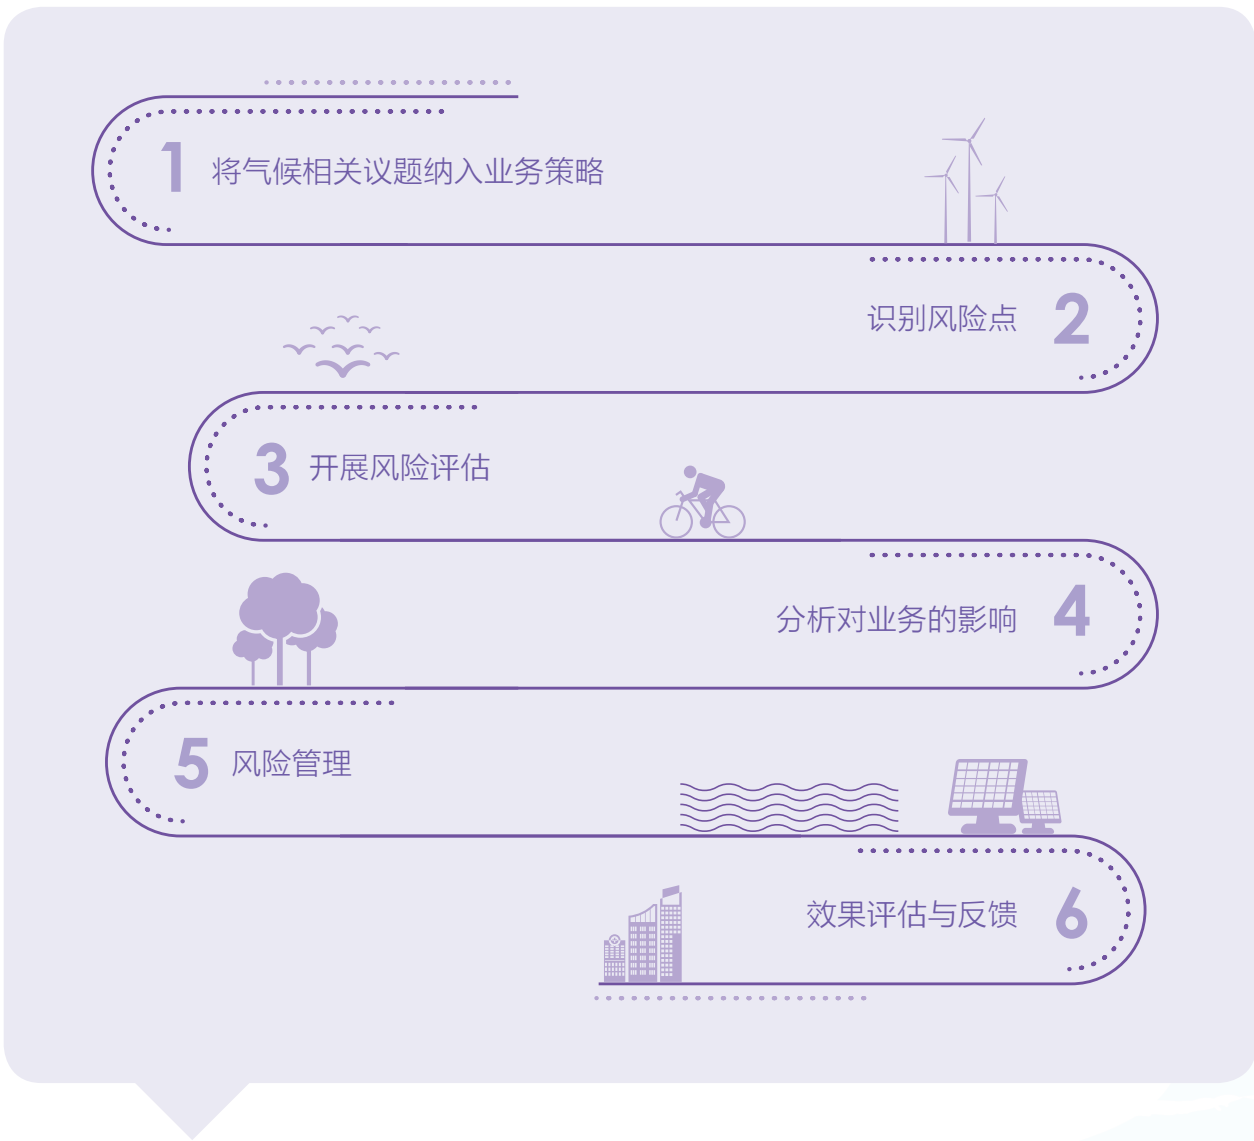 1 将气候相关议题纳入业务策略
识别风险点 2
3 开展风险评估
分析对业务的影响 4
5 风险管理
效果评估与反馈 6